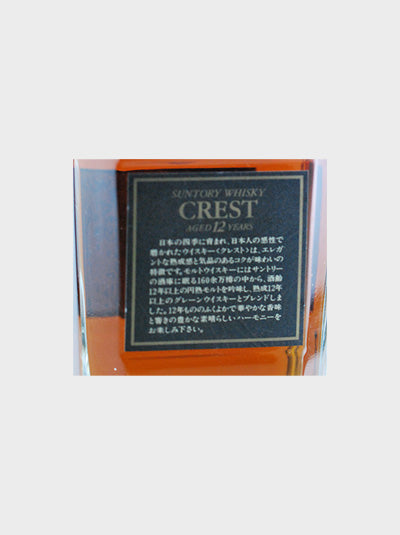 SUNTORY WHISKY
CREST
AGED 12 YEARS
日本の四季に育まれ、日本人の感性で
磨かれたウイスキー〈クレスト〉は、エレガ
ントな熟成感と気品のあるコクが味わいの
特徴です。モルトウイスキーにはサントリー
の酒庫に眠る160余万樽の中から、酒齢
12年以上の円熟モルトを吟味し、熟成12年
以上のグレーンウイスキーとブレンドしま
した。12年もののふくよかで華やかな香味
と響きの豊かな素晴らしいハーモニーを
お楽しみ下さい。